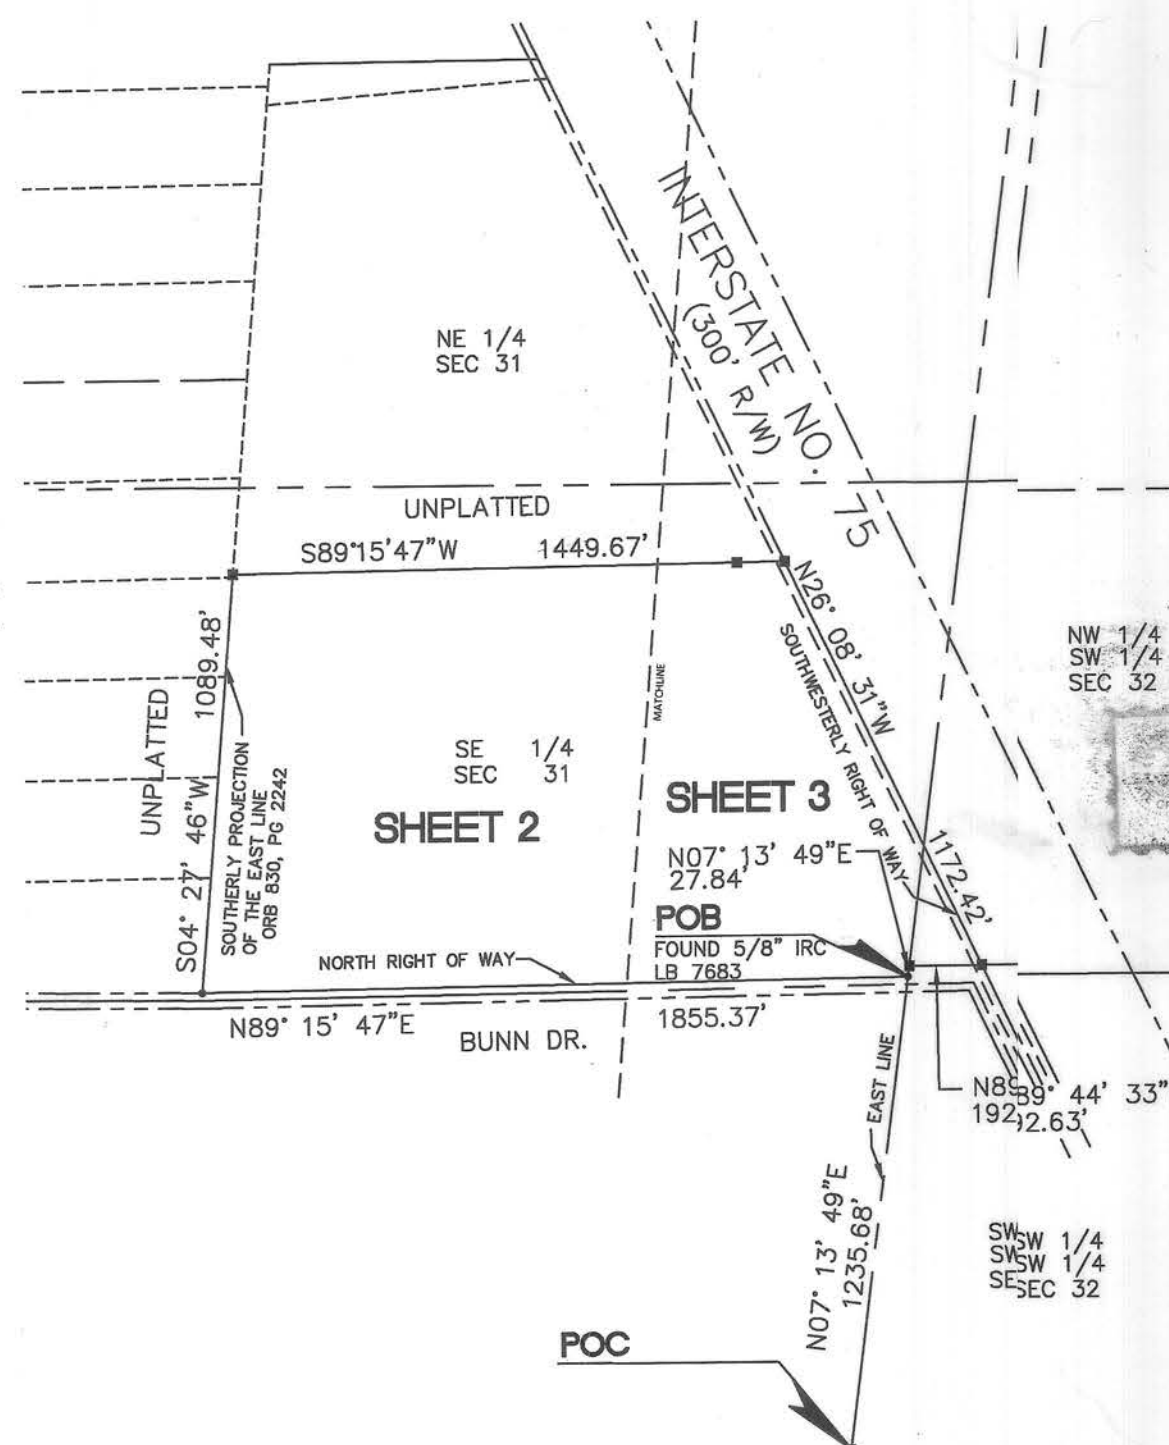 INTERSTATE NO. 75
(300' R/W)
NE 1/4
SEC 31
UNPLATTED
S89°15'47"W 1449.67'
N26° 08' 31"W
1172.42'
SOUTHWESTERLY RIGHT OF WAY
NW 1/4
SW 1/4
SEC 32
MATCHLINE
UNPLATTED
S04° 27' 46"W 1089.48'
SOUTHERLY PROJECTION
OF THE EAST LINE
ORB 830, PG 2242
SE 1/4
SEC 31
SHEET 2
SHEET 3
N07° 13' 49"E
27.84'
POB
FOUND 5/8" IRC
LB 7683
NORTH RIGHT OF WAY
N89° 15' 47"E
1855.37'
BUNN DR.
EAST LINE
N89
89° 44' 33"
192
92.63'
N07° 13' 49"E
1235.68'
SW
SW 1/4
SW
SW 1/4
SE
SEC 32
POC